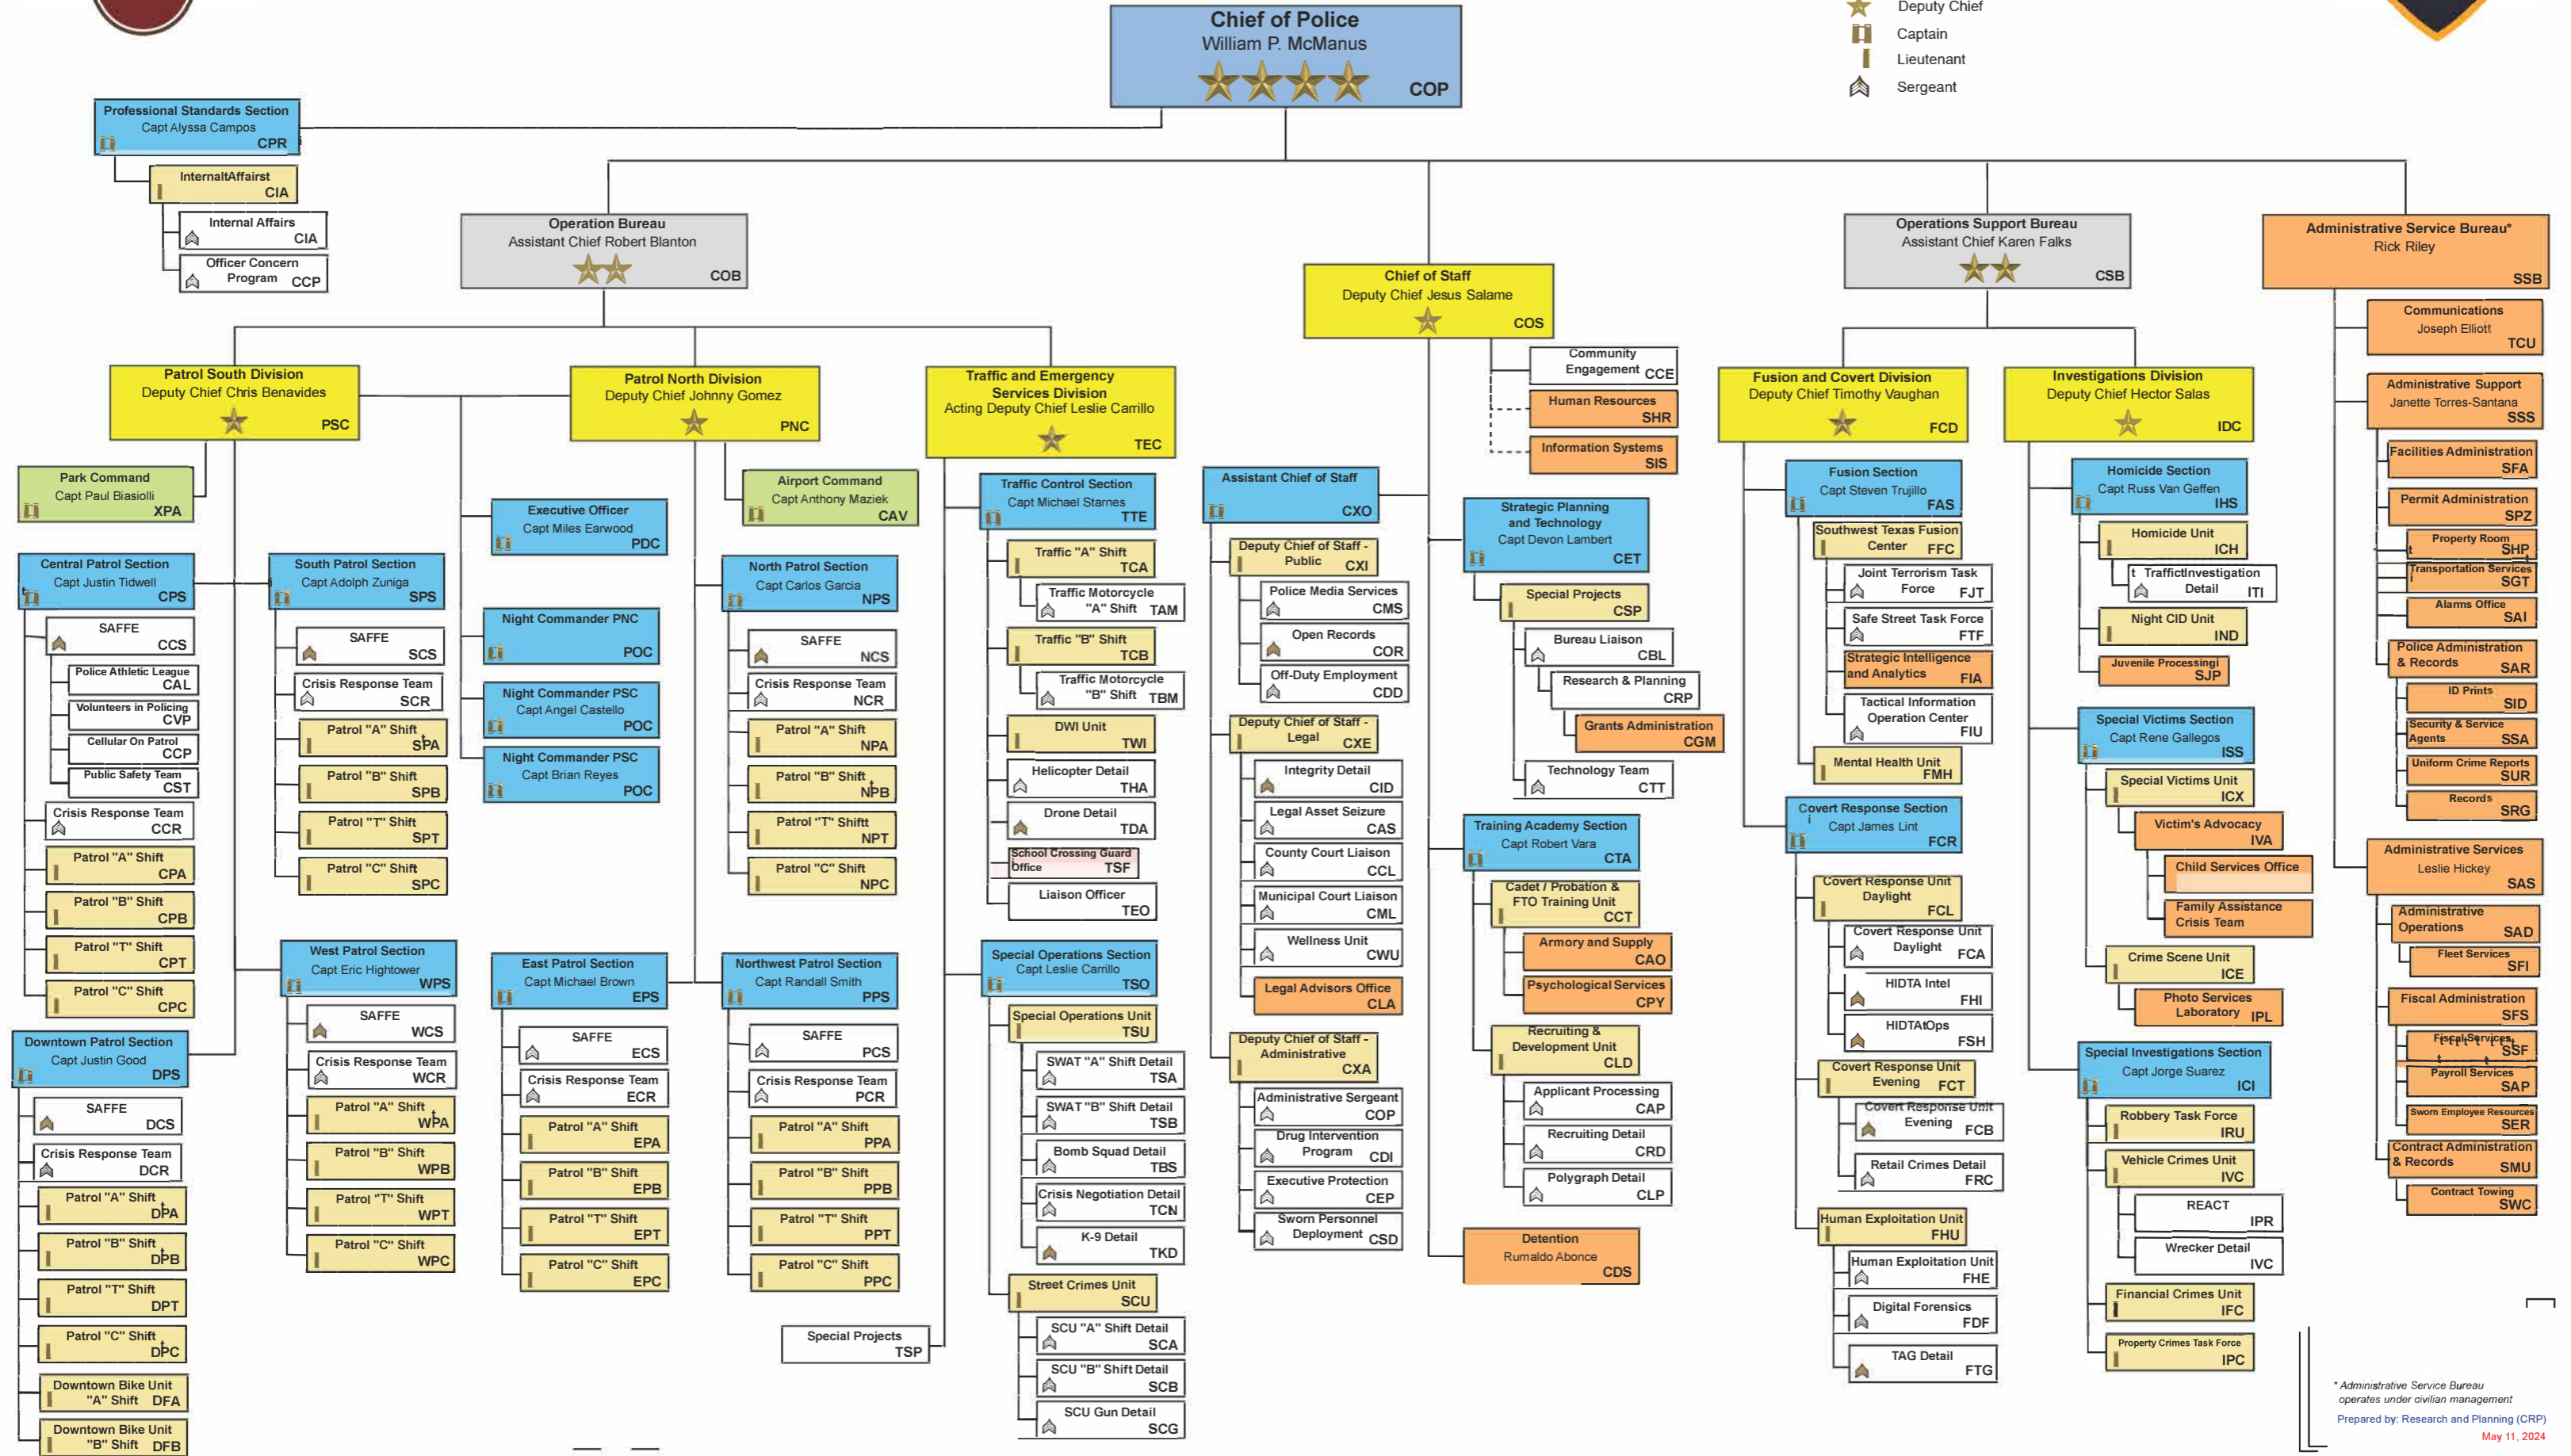 Chief of Police
William P. McManus
COP
Deputy Chief
Captain
Lieutenant
Sergeant
Professional Standards Section
Capt Alyssa Campos
CPR
InternaltAffairst
CIA
Internal Affairs
CIA
Officer Concern
Program CCP
Operation Bureau
Assistant Chief Robert Blanton
COB
Chief of Staff
Deputy Chief Jesus Salame
COS
Operations Support Bureau
Assistant Chief Karen Falks
CSB
Administrative Service Bureau*
Rick Riley
SSB
Patrol South Division
Deputy Chief Chris Benavides
PSC
Patrol North Division
Deputy Chief Johnny Gomez
PNC
Traffic and Emergency
Services Division
Acting Deputy Chief Leslie Carrillo
TEC
Community
Engagement CCE
Human Resources
SHR
Information Systems
SIS
Fusion and Covert Division
Deputy Chief Timothy Vaughan
FCD
Investigations Division
Deputy Chief Hector Salas
IDC
Park Command
Capt Paul Biasiolli
XPA
Central Patrol Section
Capt Justin Tidwell
CPS
SAFFE
CCS
Police Athletic League
CAL
Volunteers in Policing
CVP
Cellular On Patrol
CCP
Public Safety Team
CST
Crisis Response Team
CCR
Patrol "A" Shift
CPA
Patrol "B" Shift
CPB
Patrol "T" Shift
CPT
Patrol "C" Shift
CPC
Downtown Patrol Section
Capt Justin Good
DPS
SAFFE
DCS
Crisis Response Team
DCR
Patrol "A" Shift
DPA
Patrol "B" Shift
DPB
Patrol "T" Shift
DPT
Patrol "C" Shift
DPC
Downtown Bike Unit
"A" Shift DFA
Downtown Bike Unit
"B" Shift DFB
South Patrol Section
Capt Adolph Zuniga
SPS
SAFFE
SCS
Crisis Response Team
SCR
Patrol "A" Shift
SPA
Patrol "B" Shift
SPB
Patrol "T" Shift
SPT
Patrol "C" Shift
SPC
West Patrol Section
Capt Eric Hightower
WPS
SAFFE
WCS
Crisis Response Team
WCR
Patrol "A" Shift
WPA
Patrol "B" Shift
WPB
Patrol "T" Shift
WPT
Patrol "C" Shift
WPC
Executive Officer
Capt Miles Earwood
PDC
Night Commander PNC
POC
Night Commander PSC
Capt Angel Castello
POC
Night Commander PSC
Capt Brian Reyes
POC
East Patrol Section
Capt Michael Brown
EPS
SAFFE
ECS
Crisis Response Team
ECR
Patrol "A" Shift
EPA
Patrol "B" Shift
EPB
Patrol "T" Shift
EPT
Patrol "C" Shift
EPC
Airport Command
Capt Anthony Maziek
CAV
North Patrol Section
Capt Carlos Garcia
NPS
SAFFE
NCS
Crisis Response Team
NCR
Patrol "A" Shift
NPA
Patrol "B" Shift
NPB
Patrol "T" Shiftt
NPT
Patrol "C" Shift
NPC
Northwest Patrol Section
Capt Randall Smith
PPS
SAFFE
PCS
Crisis Response Team
PCR
Patrol "A" Shift
PPA
Patrol "B" Shift
PPB
Patrol "T" Shift
PPT
Patrol "C" Shift
PPC
Special Projects
TSP
Traffic Control Section
Capt Michael Starnes
TTE
Traffic "A" Shift
TCA
Traffic Motorcycle
"A" Shift TAM
Traffic "B" Shift
TCB
Traffic Motorcycle
"B" Shift TBM
DWI Unit
TWI
Helicopter Detail
THA
Drone Detail
TDA
School Crossing Guard
Office TSF
Liaison Officer
TEO
Special Operations Section
Capt Leslie Carrillo
TSO
Special Operations Unit
TSU
SWAT "A" Shift Detail
TSA
SWAT "B" Shift Detail
TSB
Bomb Squad Detail
TBS
Crisis Negotiation Detail
TCN
K-9 Detail
TKD
Street Crimes Unit
SCU
SCU "A" Shift Detail
SCA
SCU "B" Shift Detail
SCB
SCU Gun Detail
SCG
Assistant Chief of Staff
CXO
Deputy Chief of Staff -
Public CXI
Police Media Services
CMS
Open Records
COR
Off-Duty Employment
CDD
Deputy Chief of Staff -
Legal CXE
Integrity Detail
CID
Legal Asset Seizure
CAS
County Court Liaison
CCL
Municipal Court Liaison
CML
Wellness Unit
CWU
Legal Advisors Office
CLA
Deputy Chief of Staff -
Administrative
CXA
Administrative Sergeant
COP
Drug Intervention
Program CDI
Executive Protection
CEP
Sworn Personnel
Deployment CSD
Strategic Planning
and Technology
Capt Devon Lambert
CET
Special Projects
CSP
Bureau Liaison
CBL
Research & Planning
CRP
Grants Administration
CGM
Technology Team
CTT
Training Academy Section
Capt Robert Vara
CTA
Cadet / Probation &
FTO Training Unit
CCT
Armory and Supply
CAO
Psychological Services
CPY
Recruiting &
Development Unit
CLD
Applicant Processing
CAP
Recruiting Detail
CRD
Polygraph Detail
CLP
Detention
Rumaldo Abonce
CDS
Fusion Section
Capt Steven Trujillo
FAS
Southwest Texas Fusion
Center FFC
Joint Terrorism Task
Force FJT
Safe Street Task Force
FTF
Strategic Intelligence
and Analytics FIA
Tactical Information
Operation Center
FIU
Mental Health Unit
FMH
Covert Response Section
Capt James Lint
FCR
Covert Response Unit
Daylight
FCL
Covert Response Unit
Daylight
FCA
HIDTA Intel
FHI
HIDTAtOps
FSH
Covert Response Unit
Evening FCT
Covert Response Unit
Evening FCB
Retail Crimes Detail
FRC
Human Exploitation Unit
FHU
Human Exploitation Unit
FHE
Digital Forensics
FDF
TAG Detail
FTG
Homicide Section
Capt Russ Van Geffen
IHS
Homicide Unit
ICH
t TrafficInvestigation
Detail ITI
Night CID Unit
IND
Juvenile Processingi
SJP
Special Victims Section
Capt Rene Gallegos
ISS
Special Victims Unit
ICX
Victim's Advocacy
IVA
Child Services Office
Family Assistance
Crisis Team
Crime Scene Unit
ICE
Photo Services
Laboratory IPL
Special Investigations Section
Capt Jorge Suarez
ICI
Robbery Task Force
IRU
Vehicle Crimes Unit
IVC
REACT
IPR
Wrecker Detail
IVC
Financial Crimes Unit
IFC
Property Crimes Task Force
IPC
Communications
Joseph Elliott
TCU
Administrative Support
Janette Torres-Santana
SSS
Facilities Administration
SFA
Permit Administration
SPZ
Property Room
SHP
Transportation Services
SGT
Alarms Office
SAI
Police Administration
& Records SAR
ID Prints
SID
Security & Service
Agents SSA
Uniform Crime Reports
SUR
Records
SRG
Administrative Services
Leslie Hickey
SAS
Administrative
Operations SAD
Fleet Services
SFI
Fiscal Administration
SFS
Fiscal Services
SSF
Payroll Services
SAP
Sworn Employee Resources
SER
Contract Administration
& Records SMU
Contract Towing
SWC
* Administrative Service Bureau
operates under civilian management
Prepared by: Research and Planning (CRP)
May 11, 2024